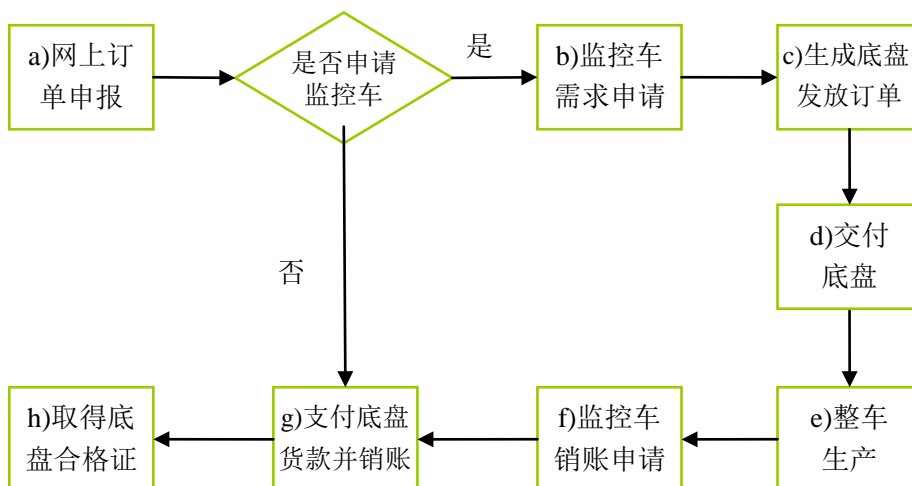 a)网上订
单申报
是否申请
监控车
是
b)监控车
需求申请
c)生成底盘
发放订单
d)交付
底盘
否
h)取得底
盘合格证
g)支付底盘
货款并销账
f)监控车
销账申请
e)整车
生产